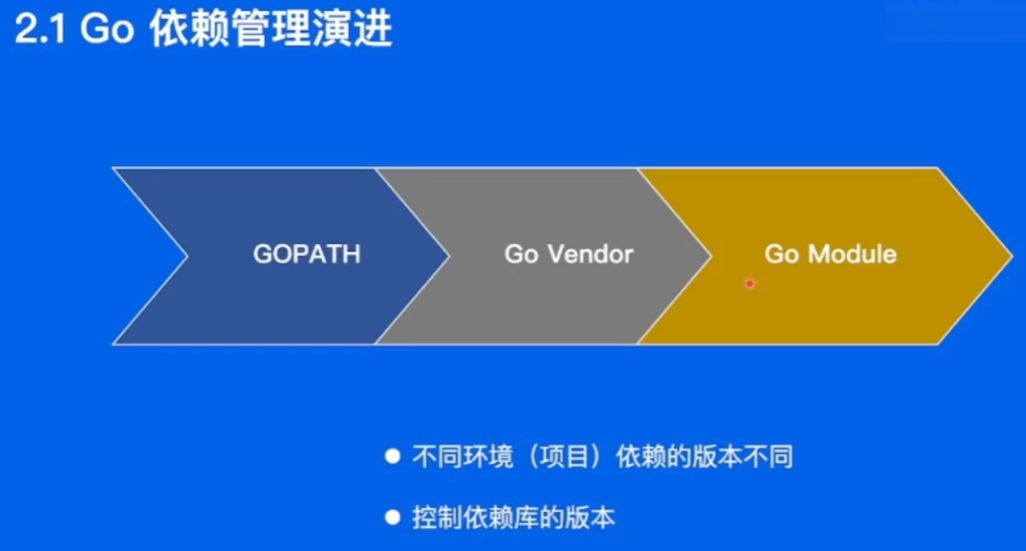 2.1 Go 依赖管理演进
GOPATH
Go Vendor
Go Module
不同环境（项目）依赖的版本不同
控制依赖库的版本